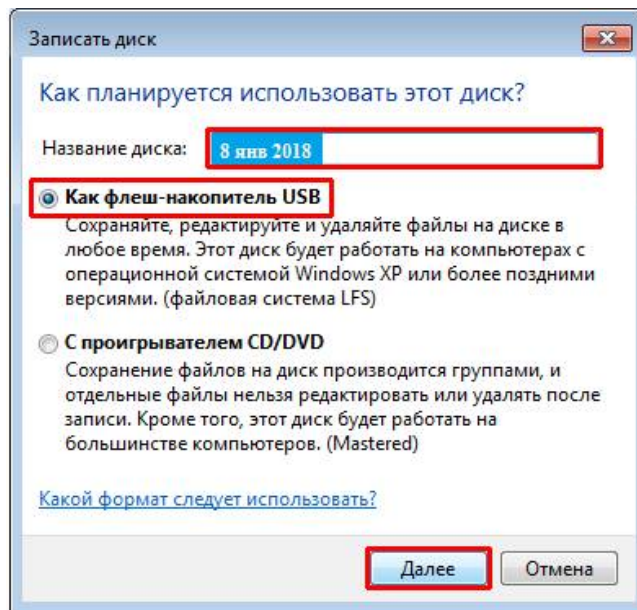 Записать диск
Как планируется использовать этот диск?
Название диска: 8 янв 2018
Как флеш-накопитель USB
Сохраняйте, редактируйте и удаляйте файлы на диске в
любое время. Этот диск будет работать на компьютерах с
операционной системой Windows XP или более поздними
версиями. (файловая система LFS)
С проигрывателем CD/DVD
Сохранение файлов на диск производится группами, и
отдельные файлы нельзя редактировать или удалять после
записи. Кроме того, этот диск будет работать на
большинстве компьютеров. (Mastered)
Какой формат следует использовать?
Далее Отмена